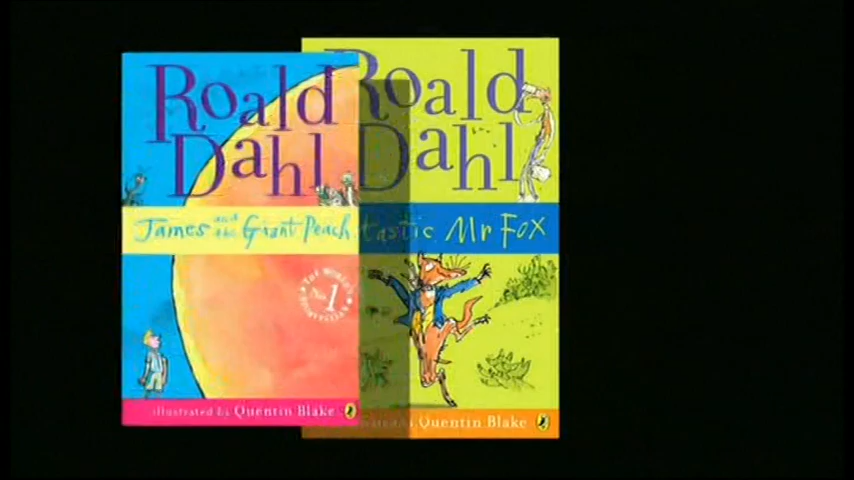 Roald
Dahl
James and the Giant Peach
THE WORLD'S
No 1
STORYTELLER
illustrated by Quentin Blake
Roald
Dahl
tastic Mr Fox
Quentin Blake